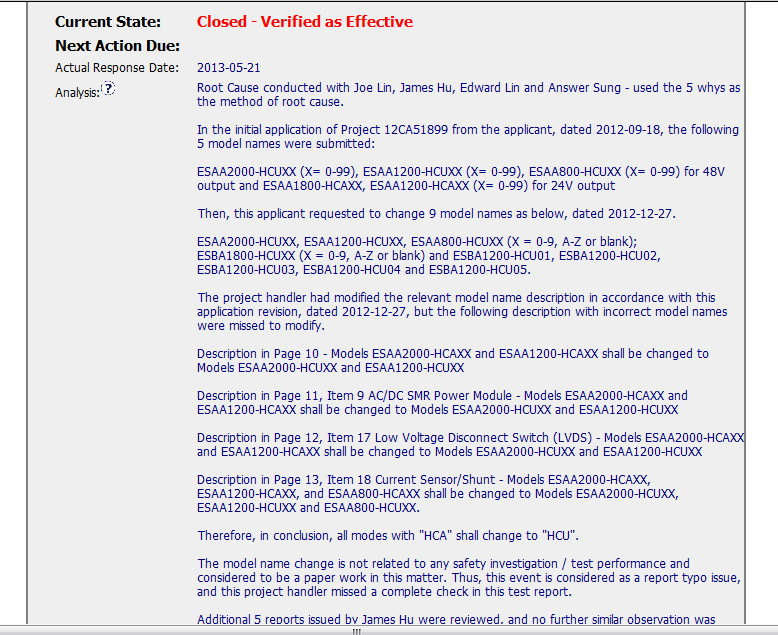 Current State: Closed - Verified as Effective
Next Action Due:
Actual Response Date: 2013-05-21
Analysis: ? Root Cause conducted with Joe Lin, James Hu, Edward Lin and Answer Sung - used the 5 whys as
the method of root cause.
In the initial application of Project 12CA51899 from the applicant, dated 2012-09-18, the following
5 model names were submitted:
ESAA2000-HCUXX (X= 0-99), ESAA1200-HCUXX (X= 0-99), ESAA800-HCUXX (X= 0-99) for 48V
output and ESAA1800-HCAXX, ESAA1200-HCAXX (X= 0-99) for 24V output
Then, this applicant requested to change 9 model names as below, dated 2012-12-27.
ESAA2000-HCUXX, ESAA1200-HCUXX, ESAA800-HCUXX (X = 0-9, A-Z or blank);
ESBA1800-HCUXX (X = 0-9, A-Z or blank) and ESBA1200-HCU01, ESBA1200-HCU02,
ESBA1200-HCU03, ESBA1200-HCU04 and ESBA1200-HCU05.
The project handler had modified the relevant model name description in accordance with this
application revision, dated 2012-12-27, but the following description with incorrect model names
were missed to modify.
Description in Page 10 - Models ESAA2000-HCAXX and ESAA1200-HCAXX shall be changed to
Models ESAA2000-HCUXX and ESAA1200-HCUXX
Description in Page 11, Item 9 AC/DC SMR Power Module - Models ESAA2000-HCAXX and
ESAA1200-HCAXX shall be changed to Models ESAA2000-HCUXX and ESAA1200-HCUXX
Description in Page 12, Item 17 Low Voltage Disconnect Switch (LVDS) - Models ESAA2000-HCAXX
and ESAA1200-HCAXX shall be changed to Models ESAA2000-HCUXX and ESAA1200-HCUXX
Description in Page 13, Item 18 Current Sensor/Shunt - Models ESAA2000-HCAXX,
ESAA1200-HCAXX, and ESAA800-HCAXX shall be changed to Models ESAA2000-HCUXX,
ESAA1200-HCUXX and ESAA800-HCUXX.
Therefore, in conclusion, all modes with "HCA" shall change to "HCU".
The model name change is not related to any safety investigation / test performance and
considered to be a paper work in this matter. Thus, this event is considered as a report typo issue,
and this project handler missed a complete check in this test report.
Additional 5 reports issued by James Hu were reviewed, and no further similar observation was